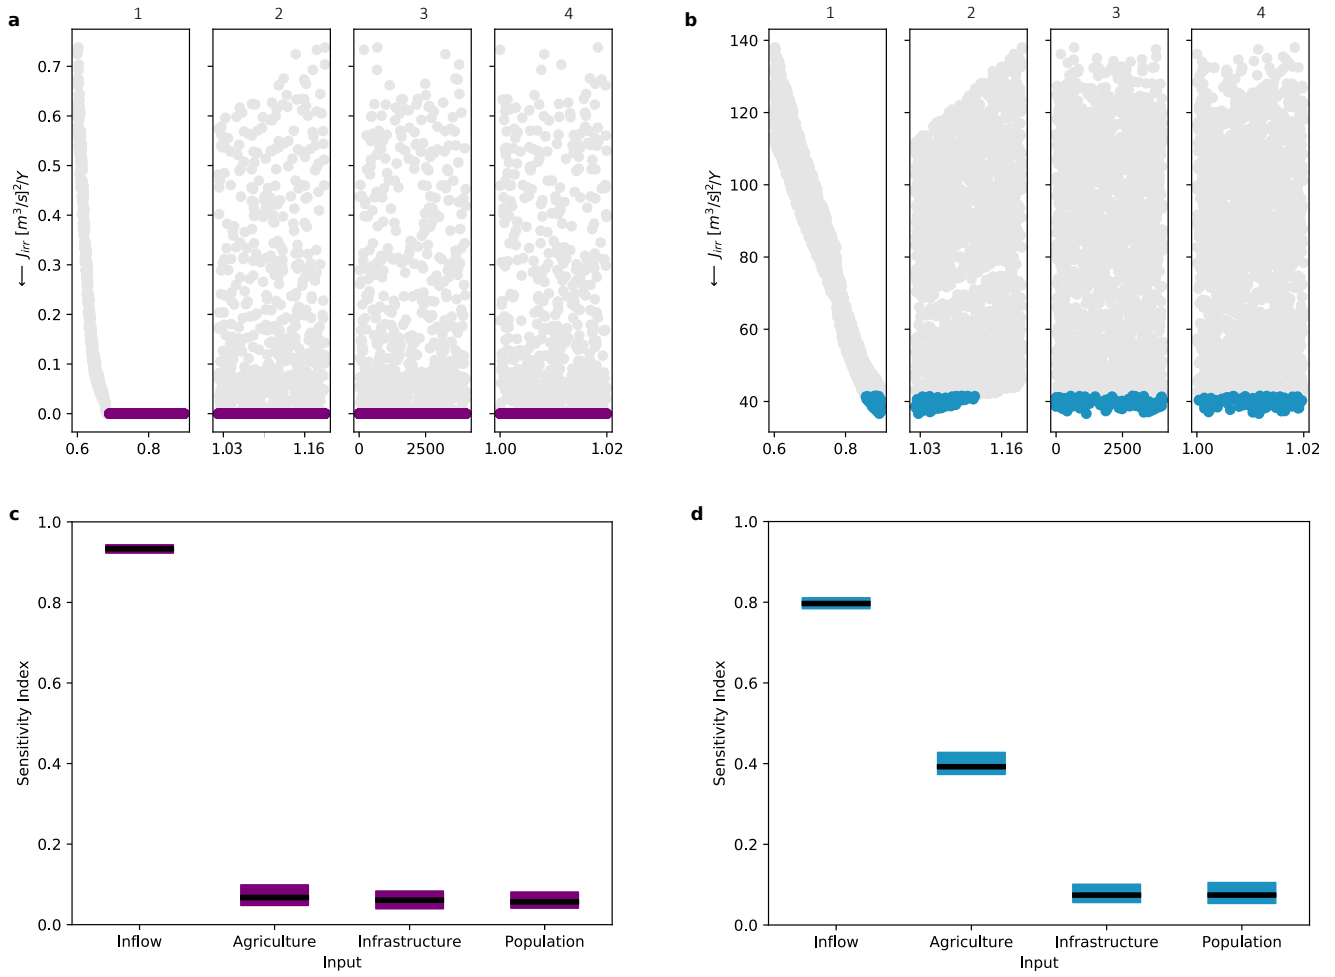 a
1 2 3 4
0.7
0.6
0.5
0.4
0.3
0.2
0.1
0.0
← J_irr [m³/s]²/Y
0.6 0.8 1.03 1.16 0 2500 1.00 1.02
b
1 2 3 4
140
120
100
80
60
40
← J_irr [m³/s]²/Y
0.6 0.8 1.03 1.16 0 2500 1.00 1.02
c
1.0
0.8
0.6
0.4
0.2
0.0
Sensitivity Index
Inflow Agriculture Infrastructure Population
Input
d
1.0
0.8
0.6
0.4
0.2
0.0
Sensitivity Index
Inflow Agriculture Infrastructure Population
Input